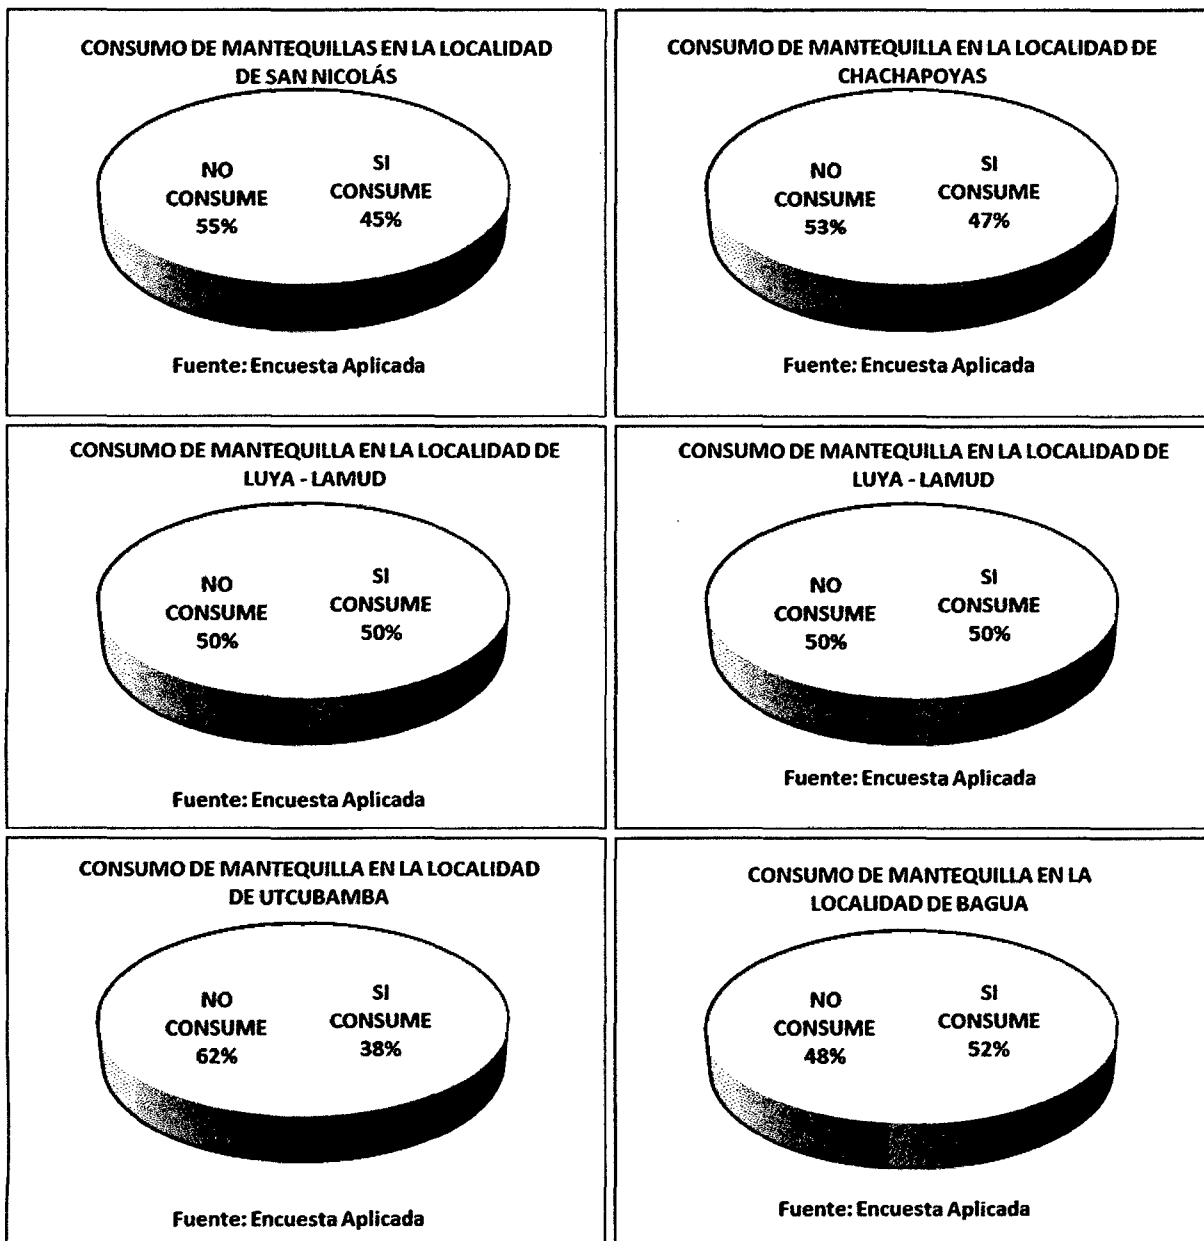 CONSUMO DE MANTEQUILLAS EN LA LOCALIDAD
DE SAN NICOLÁS
NO
CONSUME
55%
SI
CONSUME
45%
Fuente: Encuesta Aplicada
CONSUMO DE MANTEQUILLA EN LA LOCALIDAD DE
CHACHAPOYAS
NO
CONSUME
53%
SI
CONSUME
47%
Fuente: Encuesta Aplicada
CONSUMO DE MANTEQUILLA EN LA LOCALIDAD DE
LUYA - LAMUD
NO
CONSUME
50%
SI
CONSUME
50%
Fuente: Encuesta Aplicada
CONSUMO DE MANTEQUILLA EN LA LOCALIDAD DE
LUYA - LAMUD
NO
CONSUME
50%
SI
CONSUME
50%
Fuente: Encuesta Aplicada
CONSUMO DE MANTEQUILLA EN LA LOCALIDAD
DE UTCUBAMBA
NO
CONSUME
62%
SI
CONSUME
38%
Fuente: Encuesta Aplicada
CONSUMO DE MANTEQUILLA EN LA
LOCALIDAD DE BAGUA
NO
CONSUME
48%
SI
CONSUME
52%
Fuente: Encuesta Aplicada